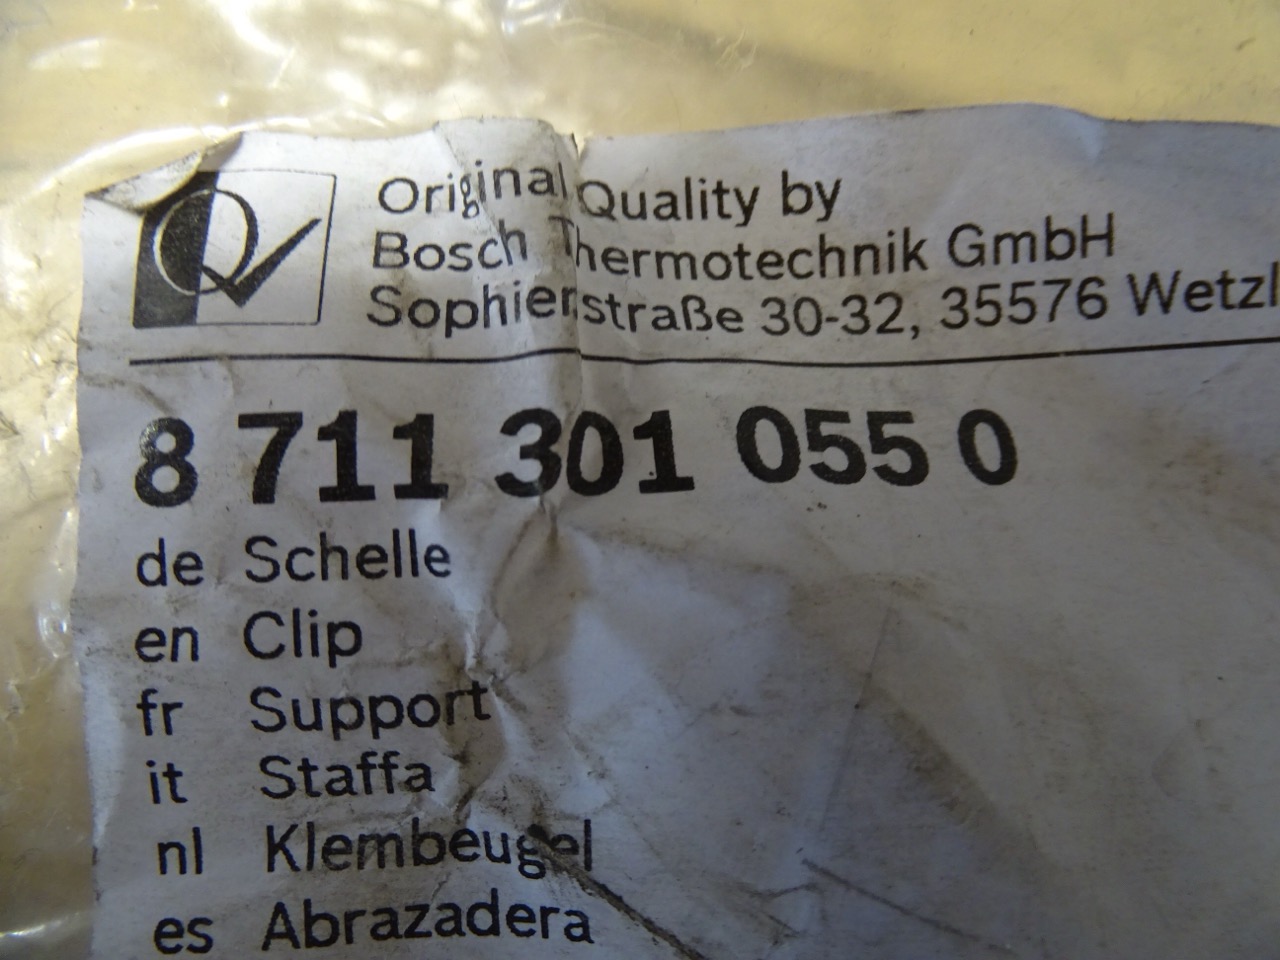 Original Quality by
Bosch Thermotechnik GmbH
Sophienstraße 30-32, 35576 Wetzl
8 711 301 055 0
de Schelle
en Clip
fr Support
it Staffa
nl Klembeugel
es Abrazadera